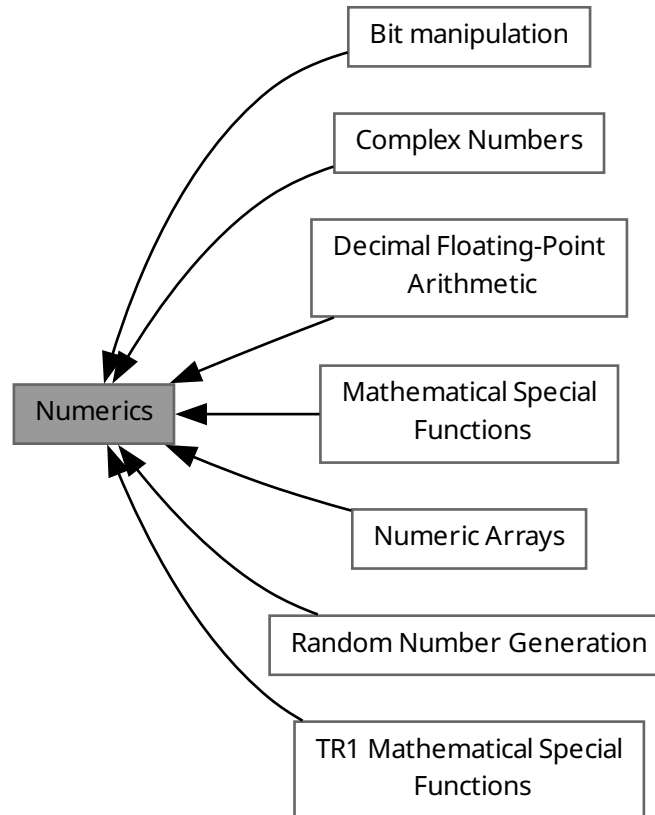 Bit manipulation
Complex Numbers
Decimal Floating-Point
Arithmetic
Mathematical Special
Functions
Numerics
Numeric Arrays
Random Number Generation
TR1 Mathematical Special
Functions